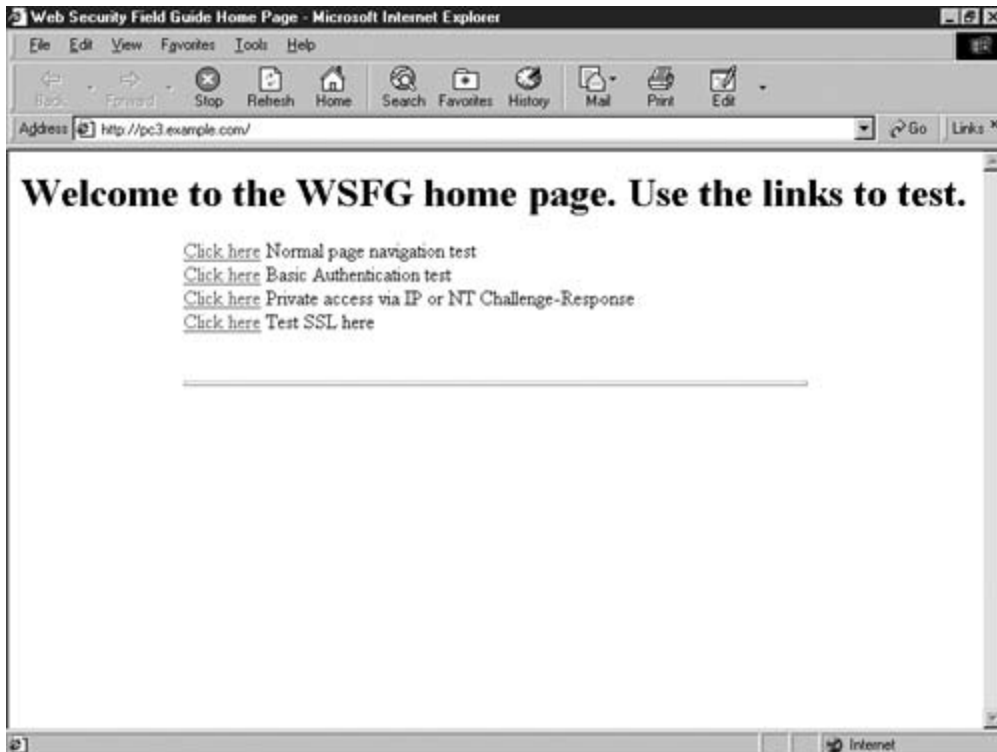 Web Security Field Guide Home Page - Microsoft Internet Explorer
File Edit View Favorites Tools Help
Back Forward Stop Refresh Home Search Favorites History Mail Print Edit
Address http://pc3.example.com/ Go Links »
Welcome to the WSFG home page. Use the links to test.
Click here Normal page navigation test
Click here Basic Authentication test
Click here Private access via IP or NT Challenge-Response
Click here Test SSL here
Internet